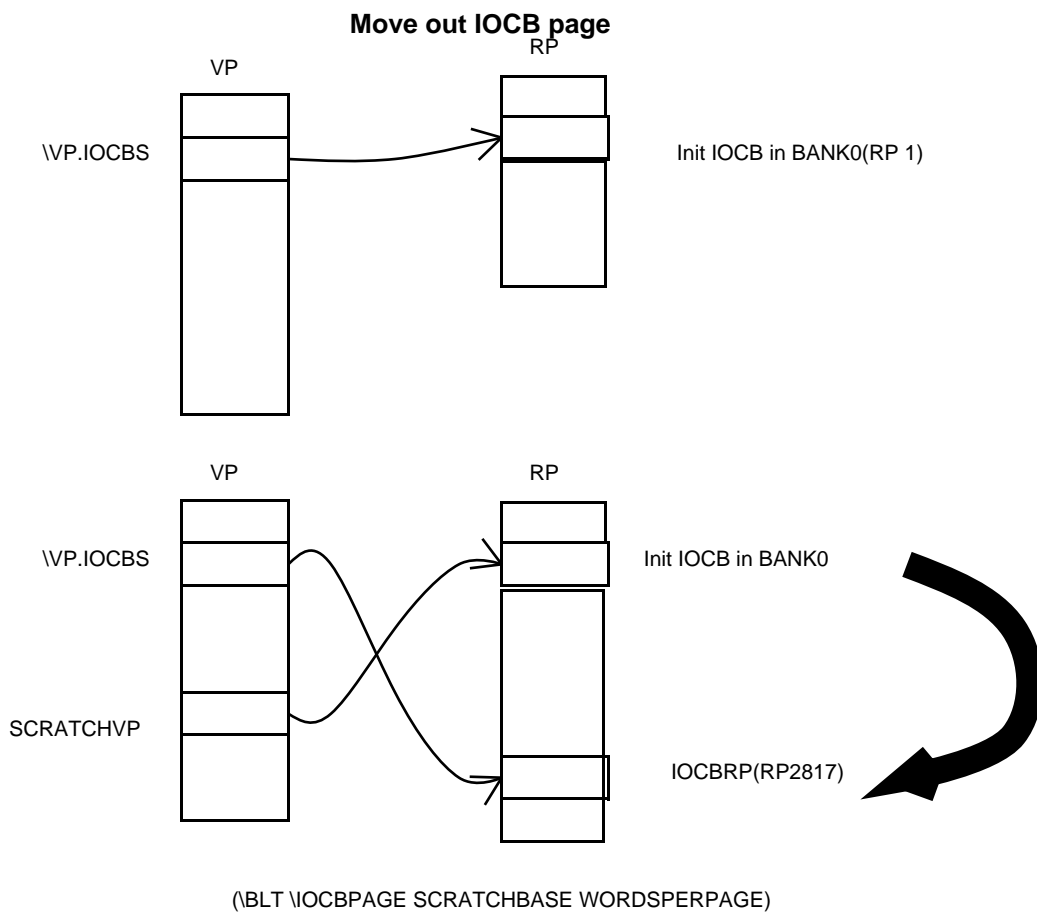 Move out IOCB page
VP
RP
\VP.IOCBS
Init IOCB in BANK0(RP 1)
VP
RP
\VP.IOCBS
Init IOCB in BANK0
SCRATCHVP
IOCBRP(RP2817)
(\BLT \IOCBPAGE SCRATCHBASE WORDSPERPAGE)